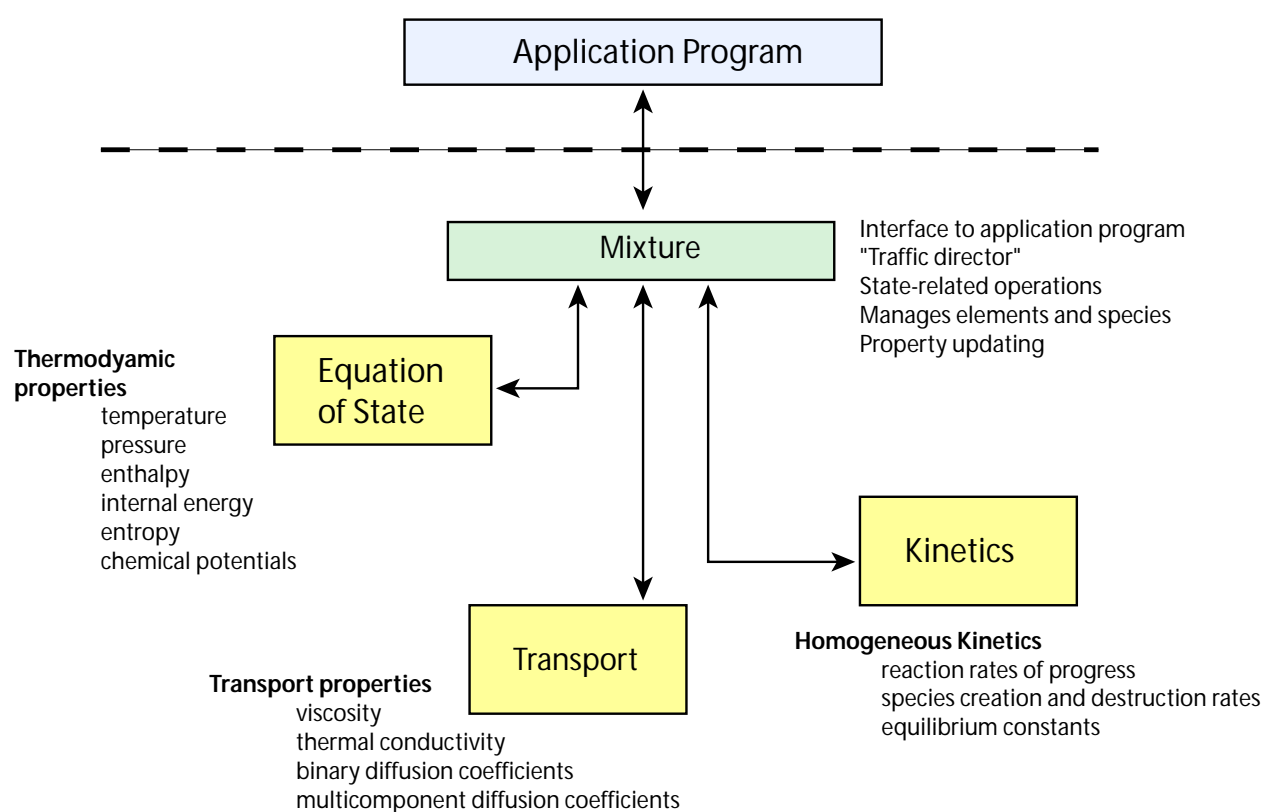 Application Program
Mixture
Interface to application program
"Traffic director"
State-related operations
Manages elements and species
Property updating
Thermodyamic
properties
temperature
pressure
enthalpy
internal energy
entropy
chemical potentials
Equation
of State
Kinetics
Homogeneous Kinetics
reaction rates of progress
species creation and destruction rates
equilibrium constants
Transport
Transport properties
viscosity
thermal conductivity
binary diffusion coefficients
multicomponent diffusion coefficients